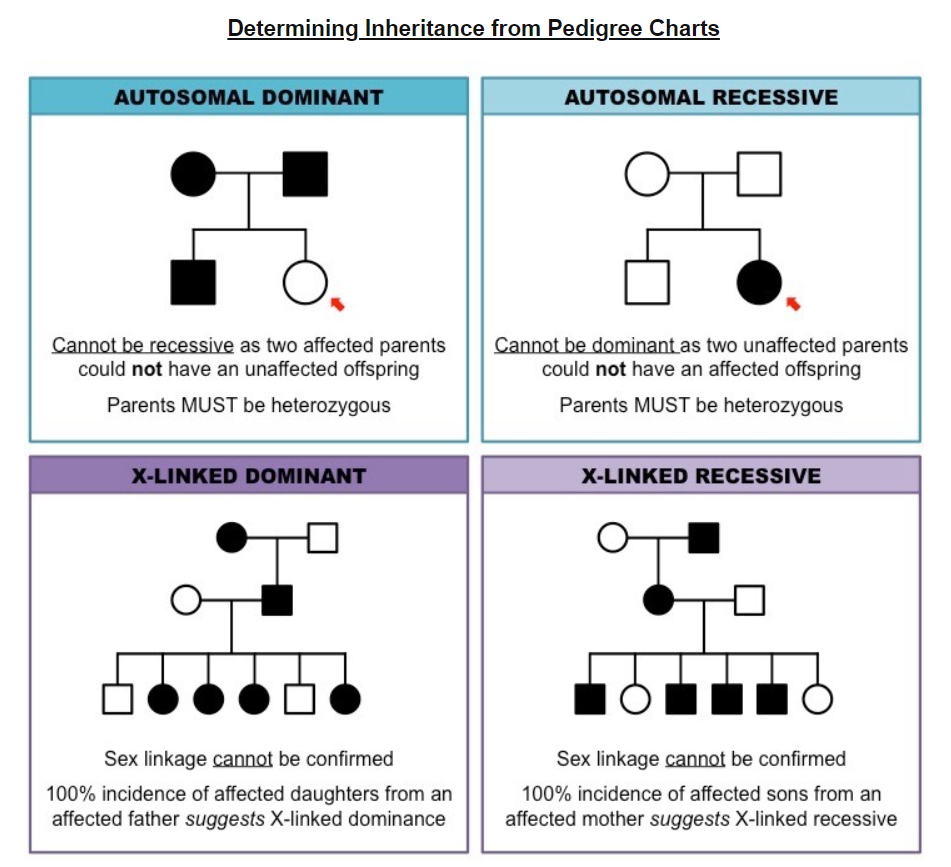 Determining Inheritance from Pedigree Charts
AUTOSOMAL DOMINANT
Cannot be recessive as two affected parents
could not have an unaffected offspring
Parents MUST be heterozygous
AUTOSOMAL RECESSIVE
Cannot be dominant as two unaffected parents
could not have an affected offspring
Parents MUST be heterozygous
X-LINKED DOMINANT
Sex linkage cannot be confirmed
100% incidence of affected daughters from an
affected father suggests X-linked dominance
X-LINKED RECESSIVE
Sex linkage cannot be confirmed
100% incidence of affected sons from an
affected mother suggests X-linked recessive